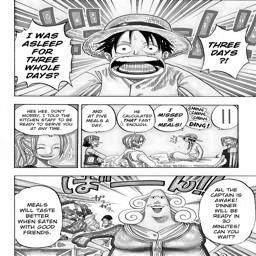 THREE
DAYS
?!
I WAS
ASLEEP
FOR
THREE
WHOLE
DAYS?
DING!
I
MISSED
15
MEALS!
HE
CALCULATED
THAT FAST
ENOUGH.
AND
AT FIVE
MEALS A
DAY.
HEE HEE. DON'T
WORRY, I TOLD
THE KITCHEN
STAFF TO BE
READY TO SERVE
YOU AT ANY
TIME.
AH, THE
CAPTAIN IS
AWAKE!
DINNER
WILL BE
READY IN
30
MINUTES!
CAN YOU
WAIT?
MEALS
WILL TASTE
BETTER
WHEN EATEN
WITH GOOD
FRIENDS.